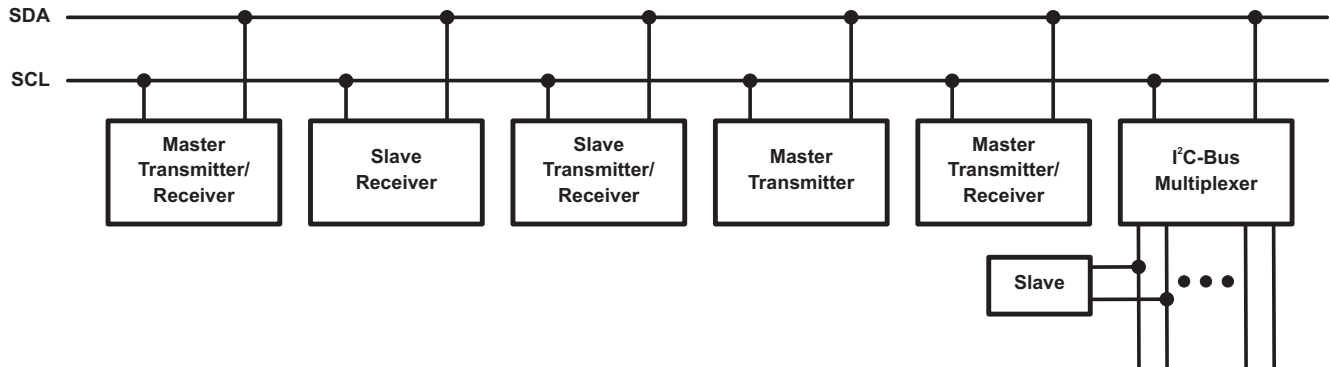 SDA
SCL
Master
Transmitter/
Receiver
Slave
Receiver
Slave
Transmitter/
Receiver
Master
Transmitter
Master
Transmitter/
Receiver
I²C-Bus
Multiplexer
Slave